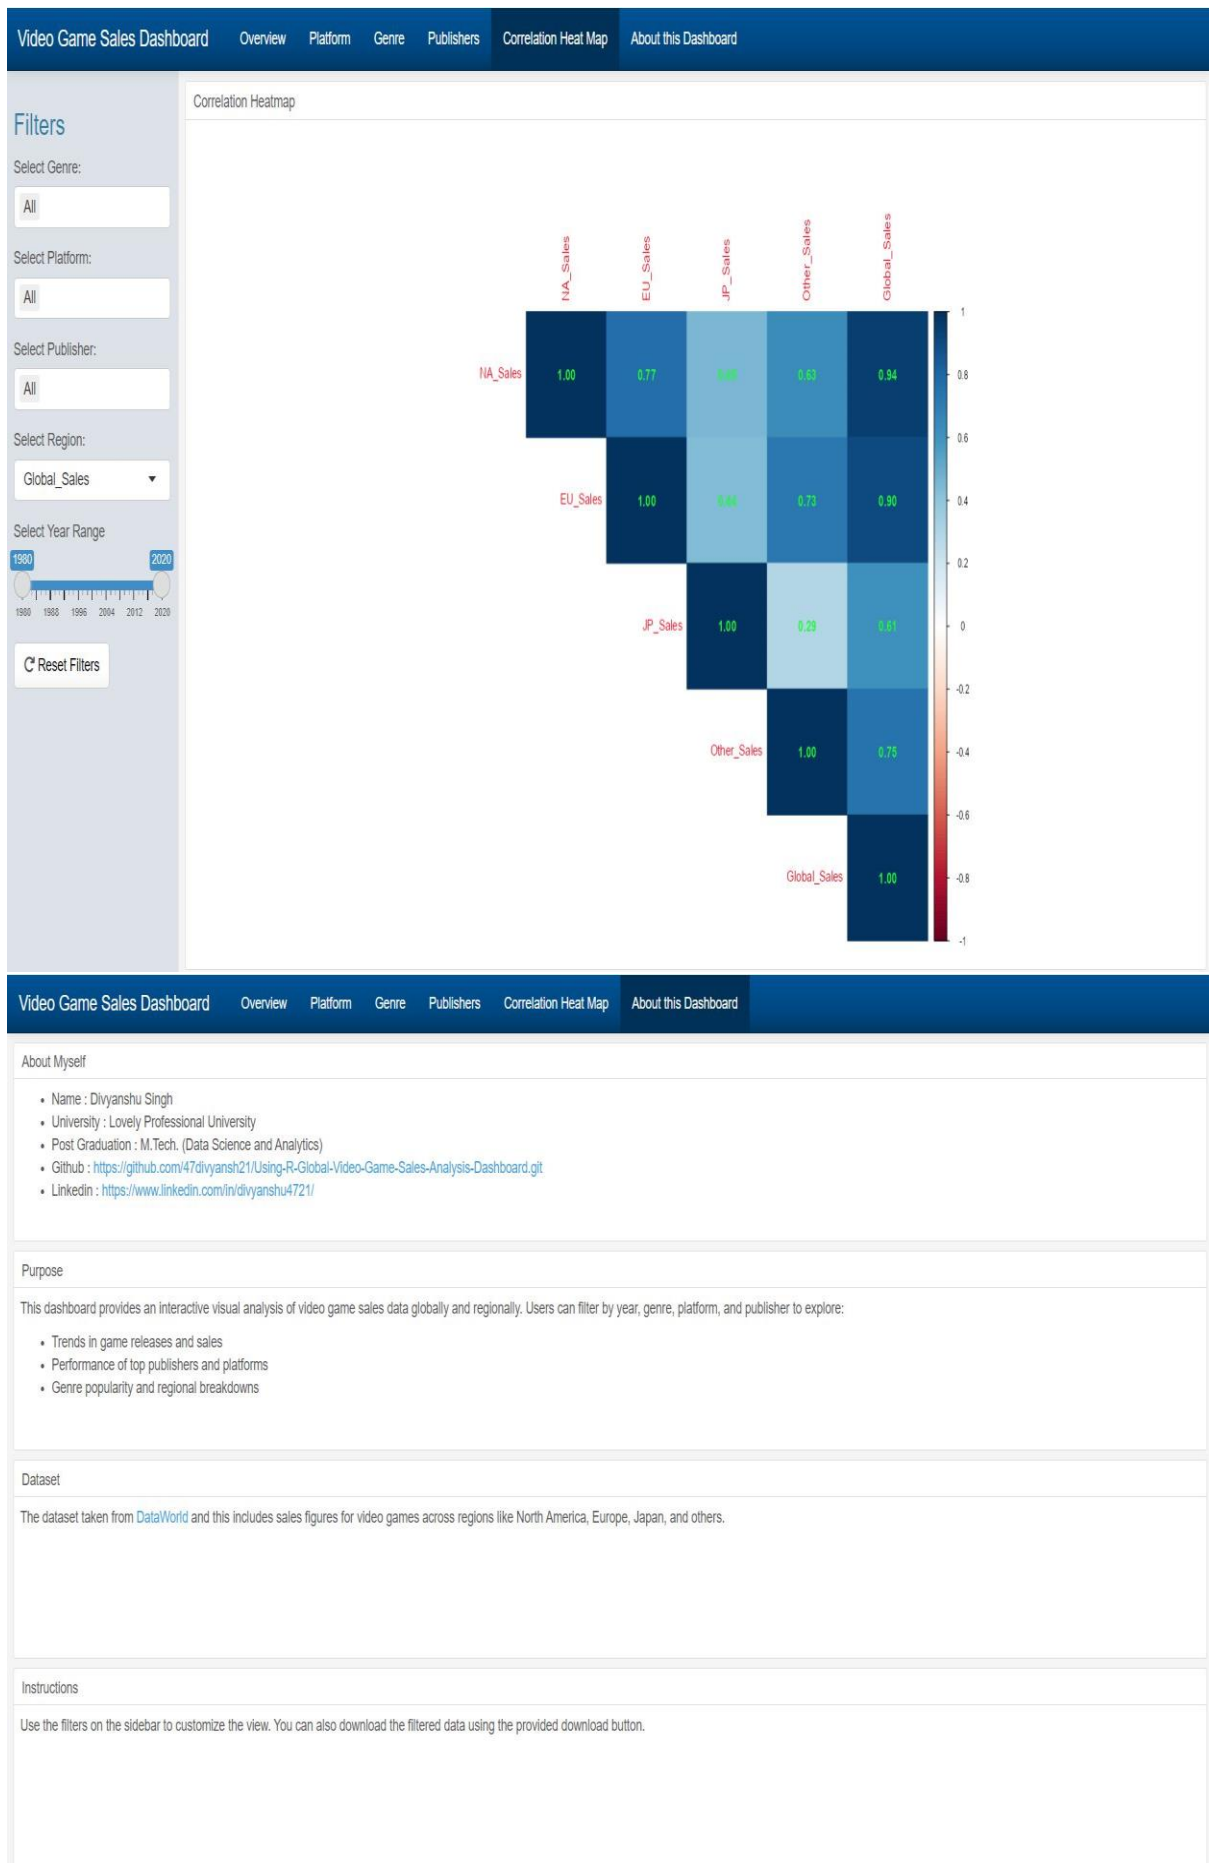 Video Game Sales Dashboard Overview Platform Genre Publishers Correlation Heat Map About this Dashboard
Filters
Select Genre:
All
Select Platform:
All
Select Publisher:
All
Select Region:
Global_Sales
Select Year Range
1980 2020
1980 1988 1996 2004 2012 2020
Reset Filters
Correlation Heatmap
NA_Sales EU_Sales JP_Sales Other_Sales Global_Sales
NA_Sales 1.00 0.77 0.63 0.94
EU_Sales 1.00 0.73 0.90
JP_Sales 1.00 0.29 0.61
Other_Sales 1.00 0.75
Global_Sales 1.00
1
0.8
0.6
0.4
0.2
0
-0.2
-0.4
-0.6
-0.8
-1
Video Game Sales Dashboard Overview Platform Genre Publishers Correlation Heat Map About this Dashboard
About Myself
• Name : Divyanshu Singh
• University : Lovely Professional University
• Post Graduation : M.Tech. (Data Science and Analytics)
• Github : https://github.com/47divyansh21/Using-R-Global-Video-Game-Sales-Analysis-Dashboard.git
• Linkedin : https://www.linkedin.com/in/divyanshu4721/
Purpose
This dashboard provides an interactive visual analysis of video game sales data globally and regionally. Users can filter by year, genre, platform, and publisher to explore:
• Trends in game releases and sales
• Performance of top publishers and platforms
• Genre popularity and regional breakdowns
Dataset
The dataset taken from DataWorld and this includes sales figures for video games across regions like North America, Europe, Japan, and others.
Instructions
Use the filters on the sidebar to customize the view. You can also download the filtered data using the provided download button.